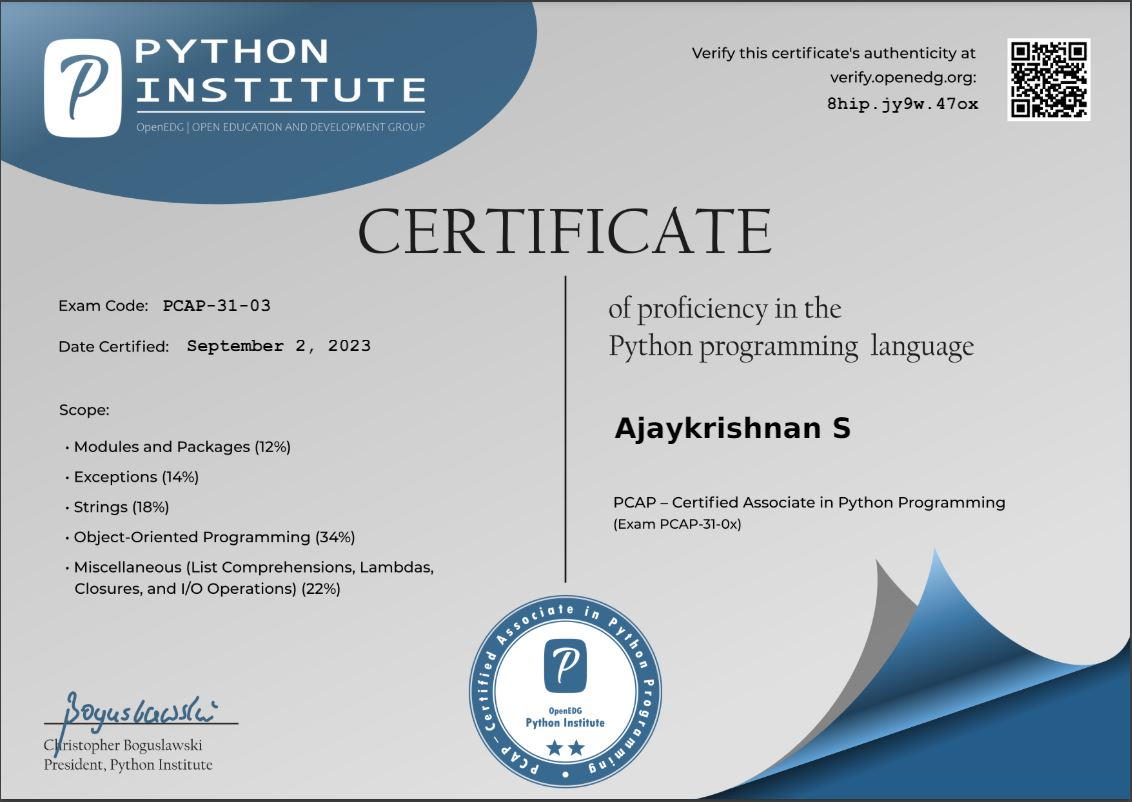 PYTHON
INSTITUTE
OpenEDG | OPEN EDUCATION AND DEVELOPMENT GROUP
Verify this certificate's authenticity at
verify.openedg.org:
8hip.jy9w.47ox
CERTIFICATE
Exam Code: PCAP-31-03
Date Certified: September 2, 2023
Scope:
• Modules and Packages (12%)
• Exceptions (14%)
• Strings (18%)
• Object-Oriented Programming (34%)
• Miscellaneous (List Comprehensions, Lambdas,
Closures, and I/O Operations) (22%)
of proficiency in the
Python programming language
Ajaykrishnan S
PCAP – Certified Associate in Python Programming
(Exam PCAP-31-0x)
Boguslawski
Christopher Boguslawski
President, Python Institute
PCAP – Certified Associate in Python Programming
OpenEDG
Python Institute